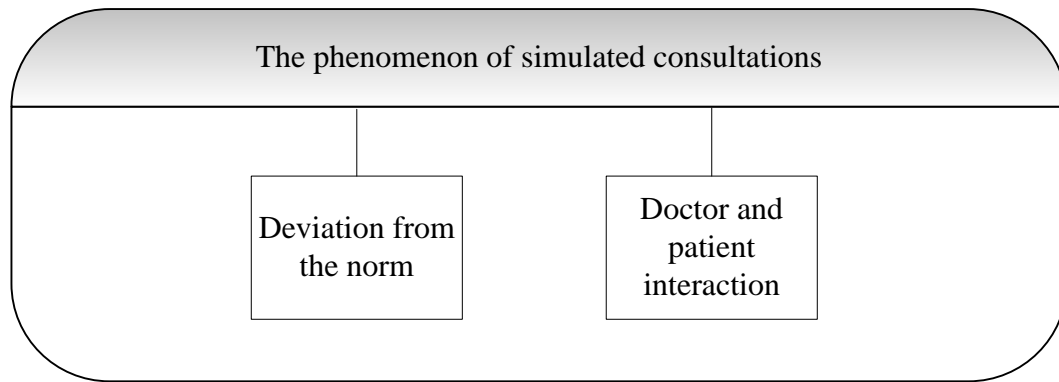 The phenomenon of simulated consultations
Deviation from
the norm
Doctor and
patient
interaction